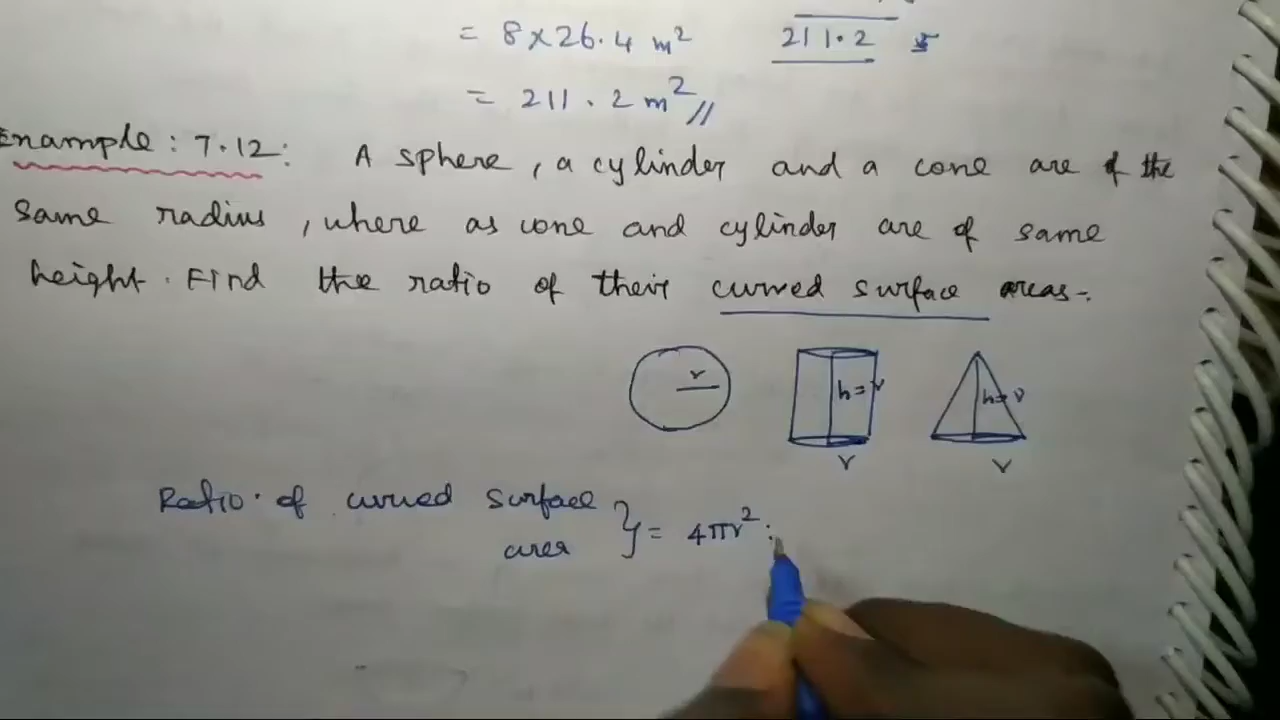 = 8 × 26.4 m²
211.2
= 211.2 m² //
Example: 7.12: A sphere, a cylinder and a cone are of the
same radius, where as cone and cylinder are of same
height. Find the ratio of their curved surface areas.
r h=r h=r
r r
Ratio of curved surface
area } = 4πr² :